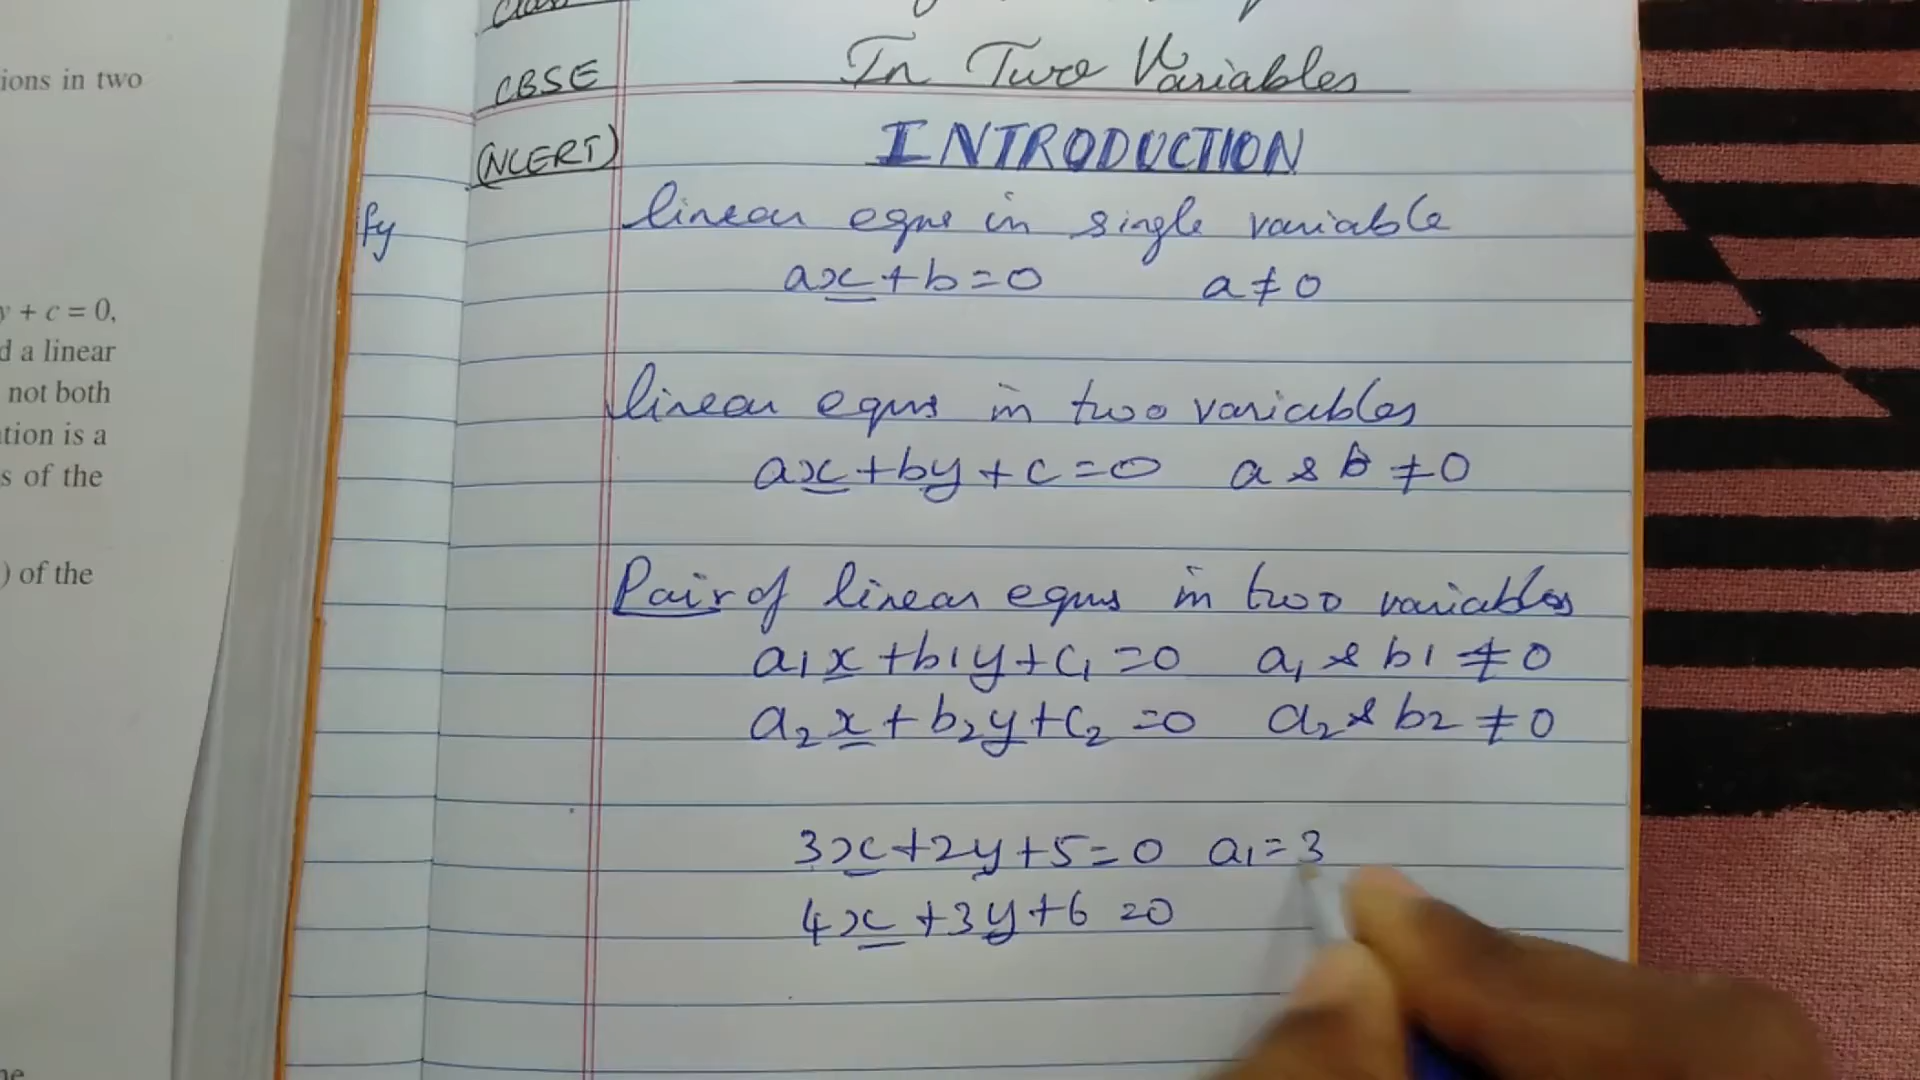 ions in two
y + c = 0,
d a linear
not both
tion is a
s of the
) of the
fy
Class
CBSE
(NCERT)
In Two Variables
INTRODUCTION
linear eqns in single variable
ax+b=0 a≠0
linear eqns in two variables
ax+by+c=0 a & b ≠0
Pair of linear eqns in two variables
a₁x+b₁y+c₁=0 a₁ & b₁ ≠0
a₂x+b₂y+c₂=0 a₂ & b₂ ≠0
3x+2y+5=0 a₁=3
4x+3y+6=0